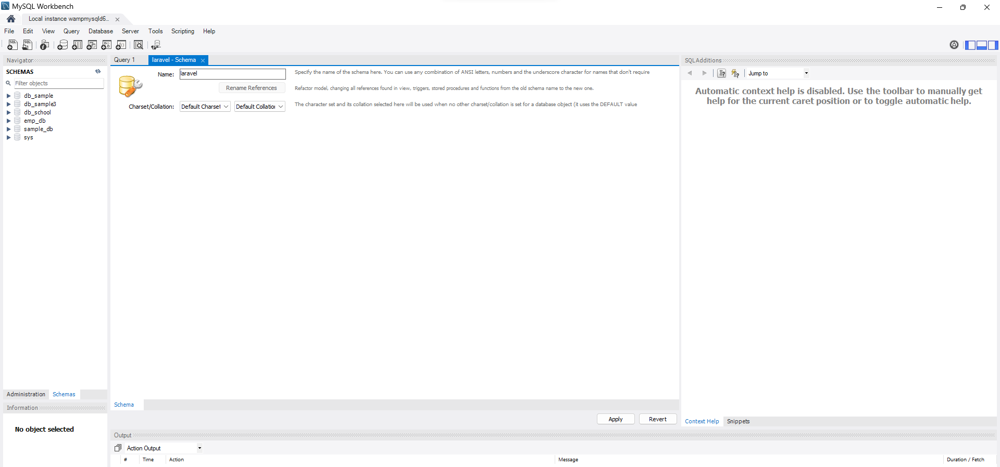 MySQL Workbench
Local instance wampmysqld6...
File Edit View Query Database Server Tools Scripting Help
Navigator
SCHEMAS
Filter objects
db_sample
db_sample3
db_school
emp_db
sample_db
sys
Administration Schemas
Information
No object selected
Query 1 laravel - Schema
Name: laravel Specify the name of the schema here. You can use any combination of ANSI letters, numbers and the underscore character for names that don't require
Rename References Refactor model, changing all references found in view, triggers, stored procedures and functions from the old schema name to the new one.
Charset/Collation: Default Charset Default Collation The character set and its collation selected here will be used when no other charset/collation is set for a database object (it uses the DEFAULT value
Schema
Apply Revert
SQLAdditions
Jump to
Automatic context help is disabled. Use the toolbar to manually get
help for the current caret position or to toggle automatic help.
Context Help Snippets
Output
Action Output
# Time Action Message Duration / Fetch